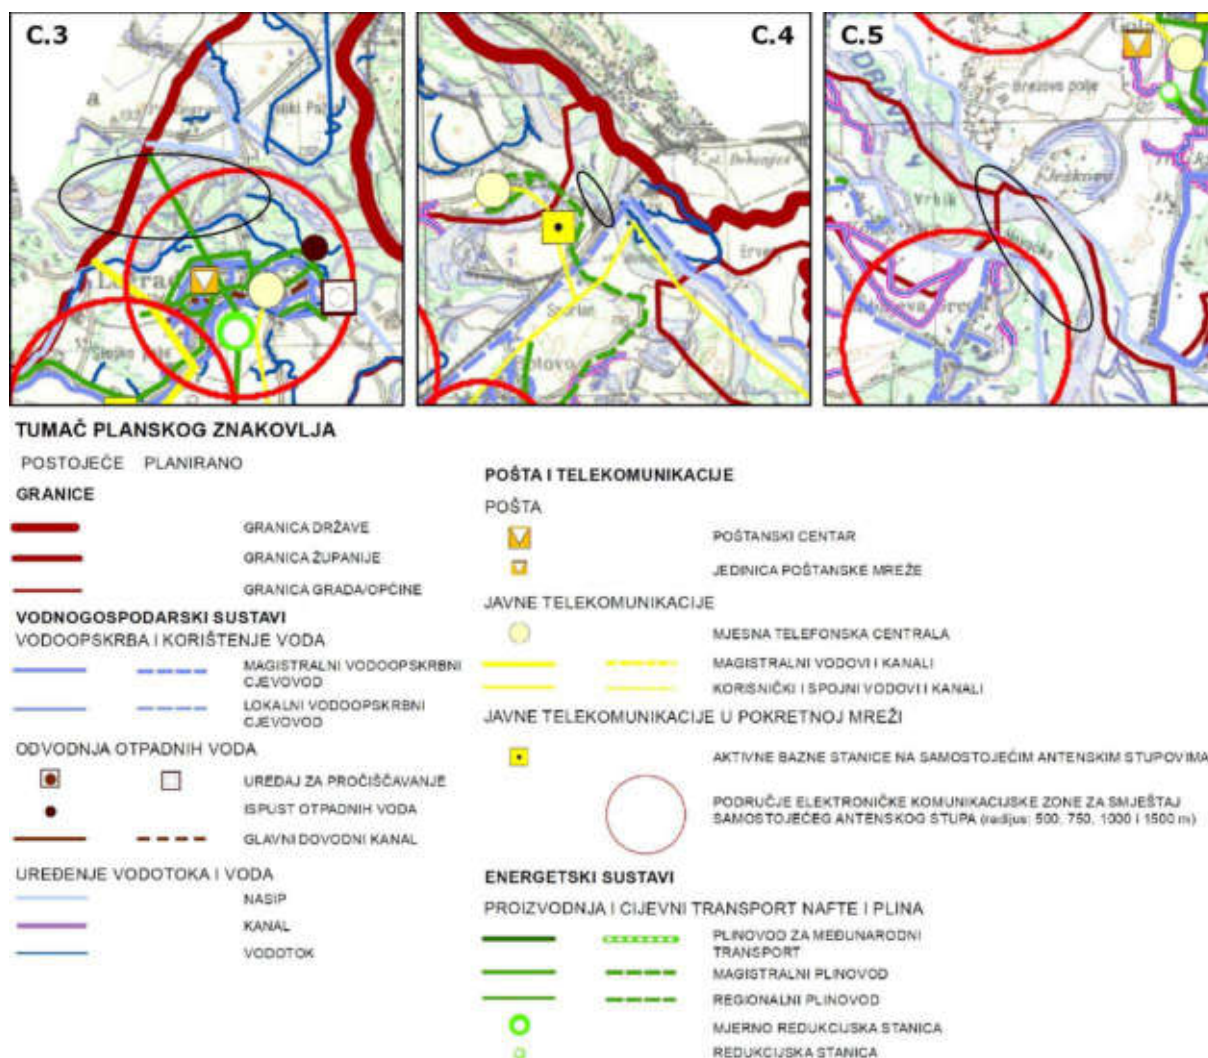 C.3
C.4
C.5
Brezovo polje
Vrbik
Ješkovo
TUMAČ PLANSKOG ZNAKOVLJA
POSTOJEĆE PLANIRANO
GRANICE
GRANICA DRŽAVE
GRANICA ŽUPANIJE
GRANICA GRADA/OPĆINE
VODNOGOSPODARSKI SUSTAVI
VODOOPSKRBA I KORIŠTENJE VODA
MAGISTRALNI VODOOPSKRBNI
CJEVOVOD
LOKALNI VODOOPSKRBNI
CJEVOVOD
ODVODNJA OTPADNIH VODA
UREĐAJ ZA PROČIŠĆAVANJE
ISPUST OTPADNIH VODA
GLAVNI DOVODNI KANAL
UREĐENJE VODOTOKA I VODA
NASIP
KANAL
VODOTOK
POŠTA I TELEKOMUNIKACIJE
POŠTA
POŠTANSKI CENTAR
JEDINICA POŠTANSKE MREŽE
JAVNE TELEKOMUNIKACIJE
MJESNA TELEFONSKA CENTRALA
MAGISTRALNI VODOVI I KANALI
KORISNIČKI I SPOJNI VODOVI I KANALI
JAVNE TELEKOMUNIKACIJE U POKRETNOJ MREŽI
AKTIVNE BAZNE STANICE NA SAMOSTOJEĆIM ANTENSKIM STUPOVIMA
PODRUČJE ELEKTRONIČKE KOMUNIKACIJSKE ZONE ZA SMJEŠTAJ
SAMOSTOJEĆEG ANTENSKOG STUPA (radijus: 500, 750, 1000 i 1500 m)
ENERGETSKI SUSTAVI
PROIZVODNJA I CIJEVNI TRANSPORT NAFTE I PLINA
PLINOVOD ZA MEĐUNARODNI
TRANSPORT
MAGISTRALNI PLINOVOD
REGIONALNI PLINOVOD
MJERNO REDUKCIJSKA STANICA
REDUKCIJSKA STANICA